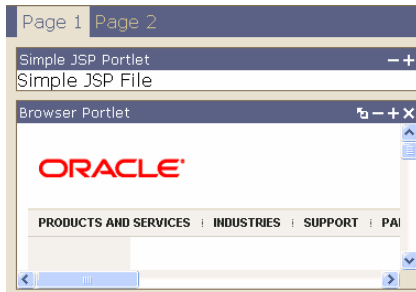 Page 1 Page 2
Simple JSP Portlet
Simple JSP File
Browser Portlet
ORACLE
PRODUCTS AND SERVICES INDUSTRIES SUPPORT